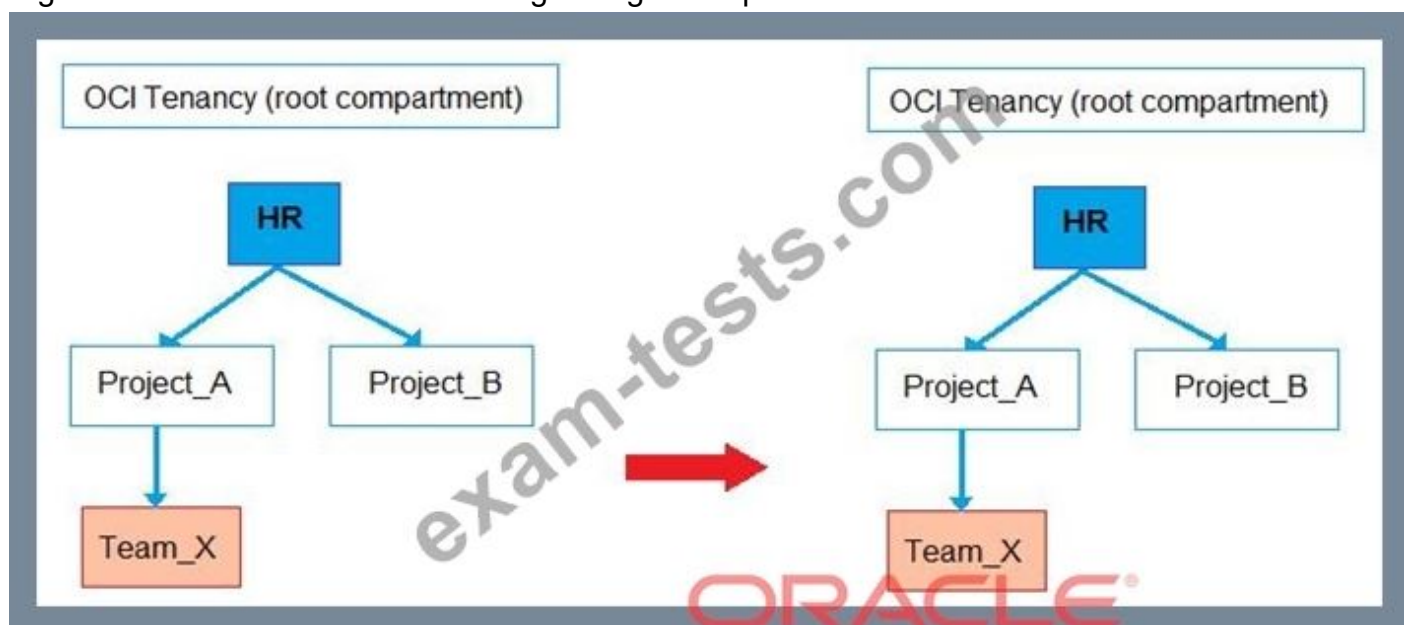 OCI Tenancy (root compartment)
OCI Tenancy (root compartment)
HR
HR
Project_A
Project_B
Project_A
Project_B
Team_X
Team_X
exam-tests.com
ORACLE®